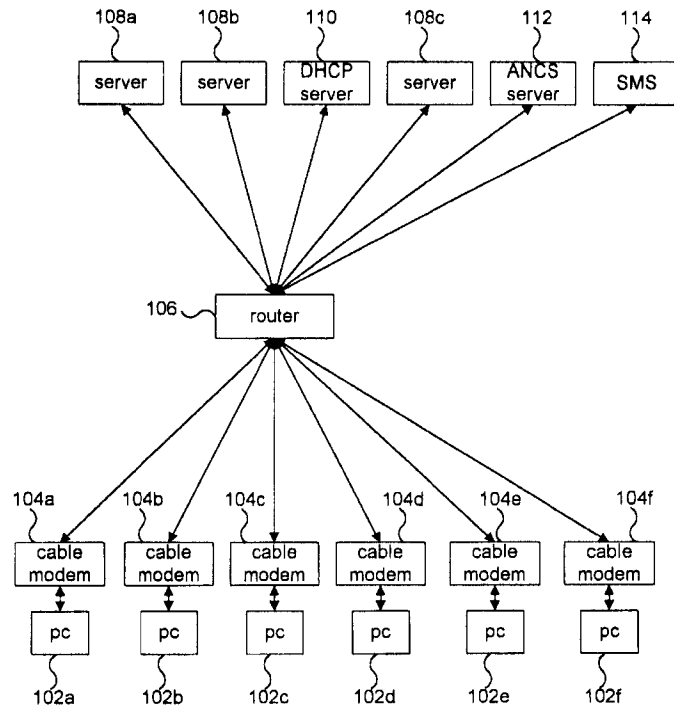 108a 108b 110 108c 112 114
server server DHCP server server ANCS server SMS
106
router
104a 104b 104c 104d 104e 104f
cable modem cable modem cable modem cable modem cable modem cable modem
pc pc pc pc pc pc
102a 102b 102c 102d 102e 102f